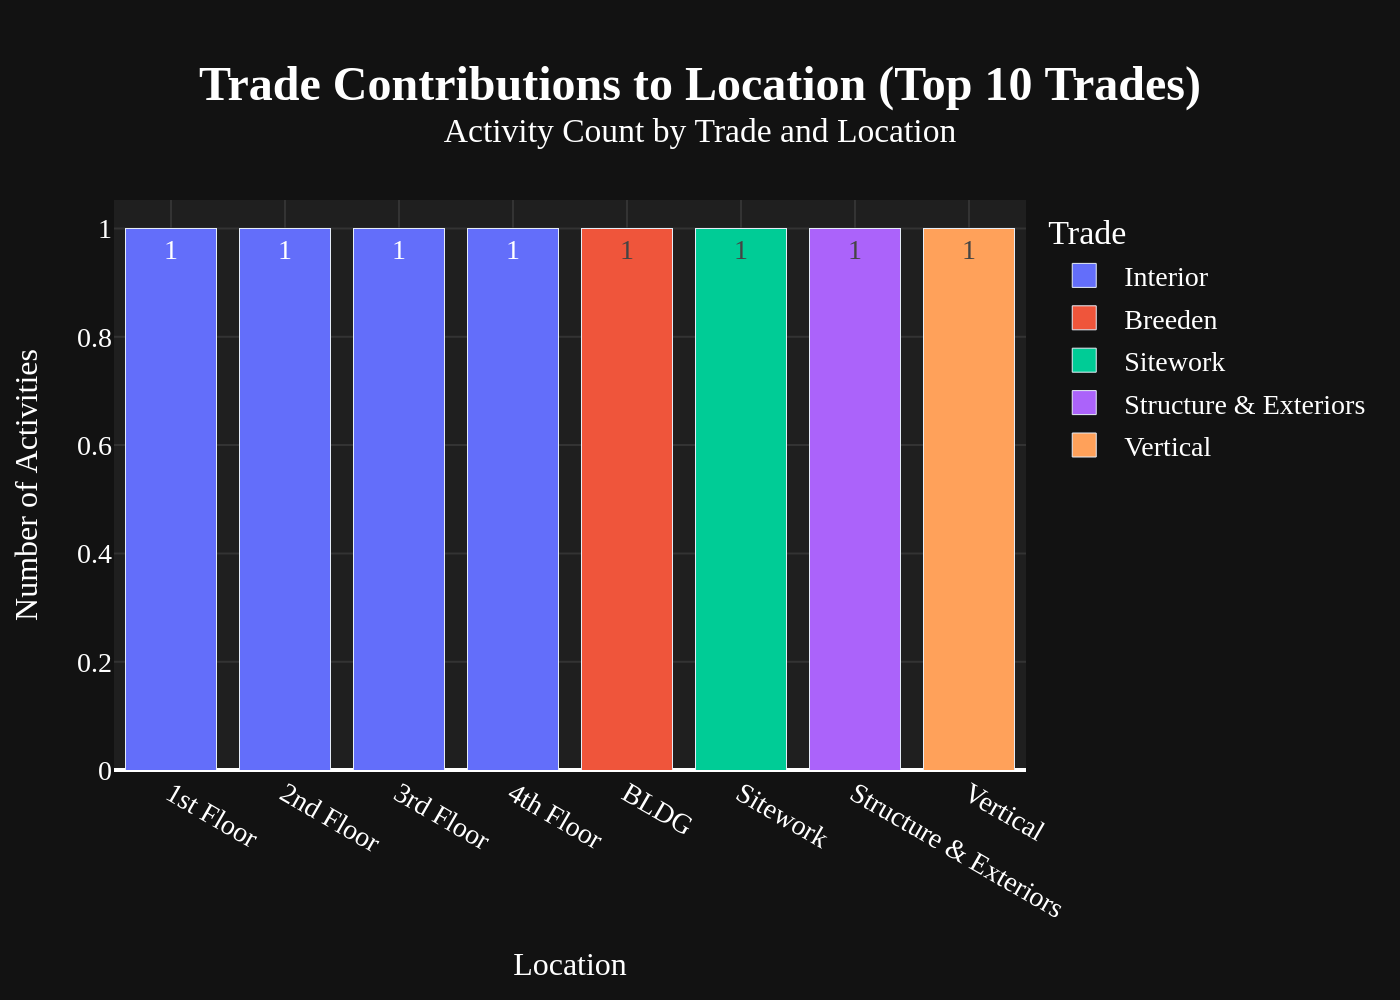 Trade Contributions to Location (Top 10 Trades)
Activity Count by Trade and Location
Number of Activities
1
0.8
0.6
0.4
0.2
0
1
1
1
1
1
1
1
1
1st Floor
2nd Floor
3rd Floor
4th Floor
BLDG
Sitework
Structure & Exteriors
Vertical
Location
Trade
Interior
Breeden
Sitework
Structure & Exteriors
Vertical